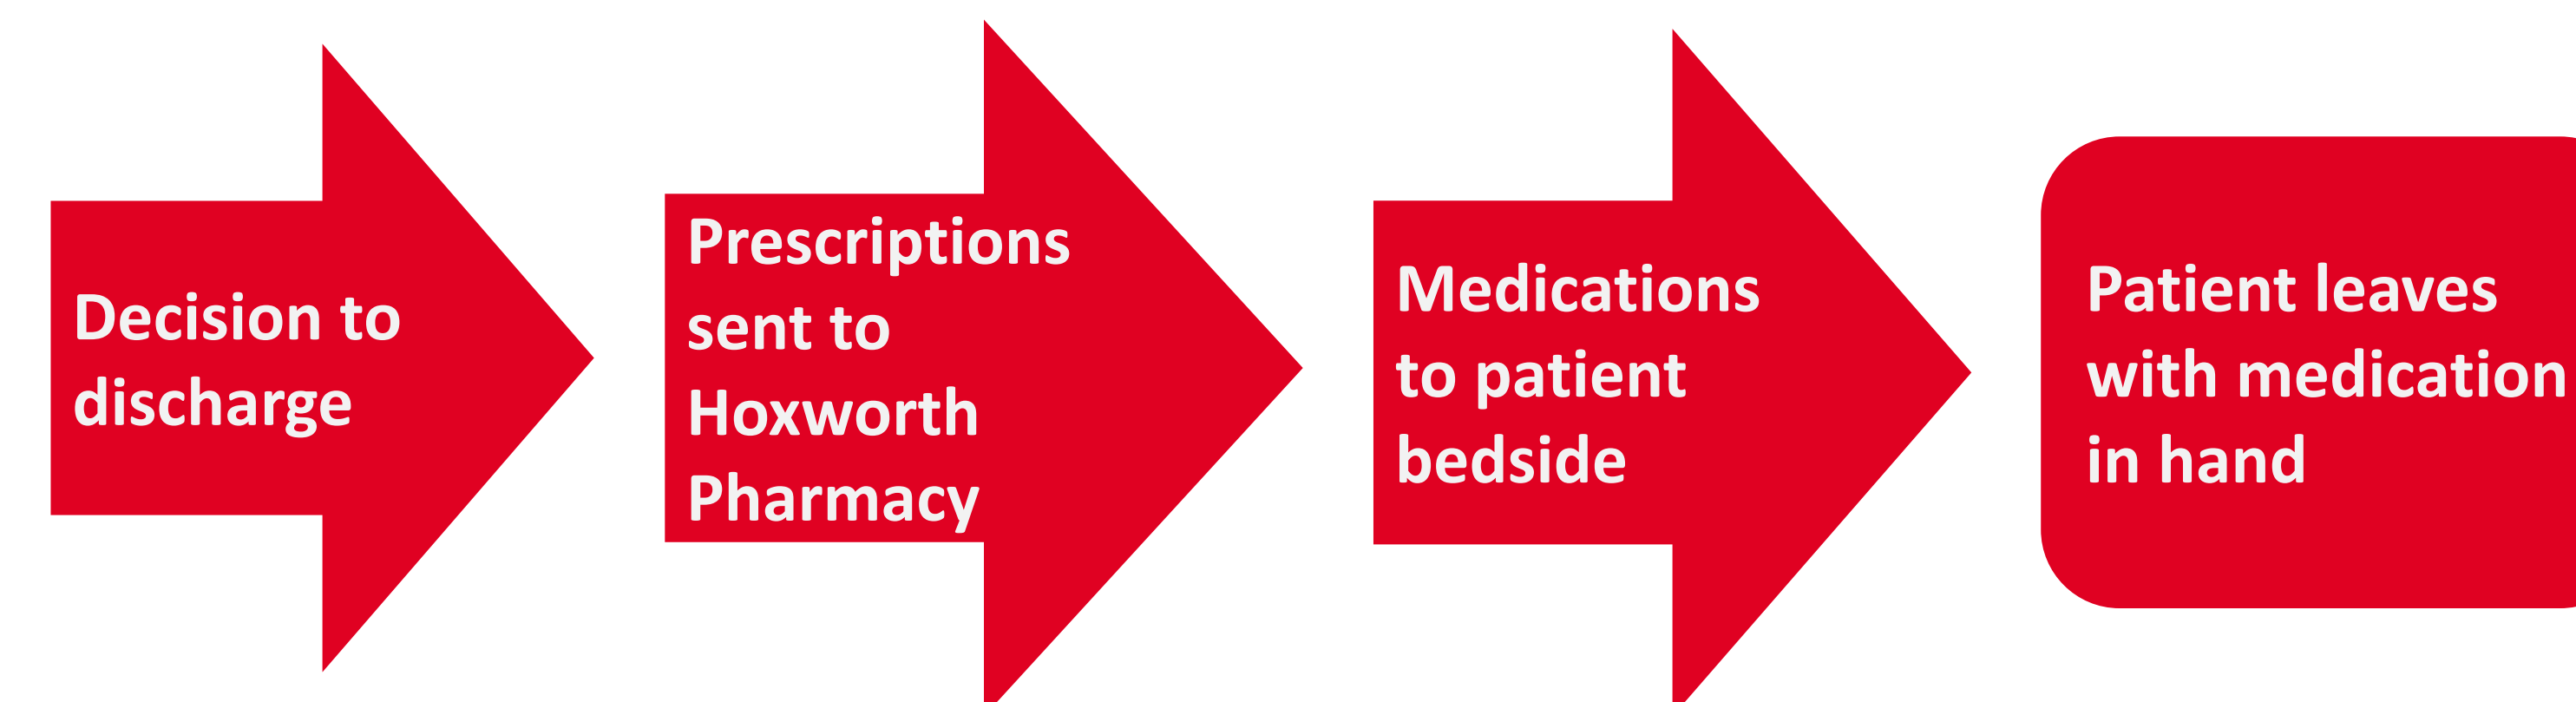 Decision to
discharge
Prescriptions
sent to
Hoxworth
Pharmacy
Medications
to patient
bedside
Patient leaves
with medication
in hand